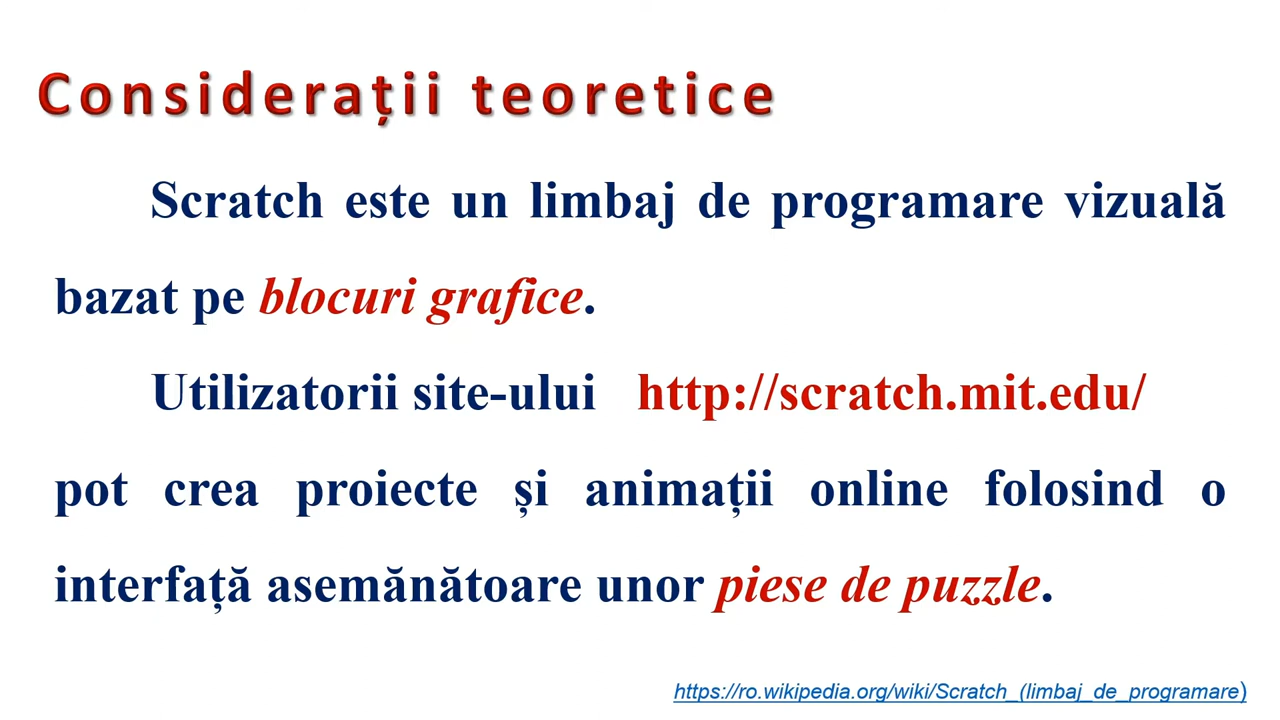 Considerații teoretice
Scratch este un limbaj de programare vizuală
bazat pe blocuri grafice.
Utilizatorii site-ului http://scratch.mit.edu/
pot crea proiecte și animații online folosind o
interfață asemănătoare unor piese de puzzle.
https://ro.wikipedia.org/wiki/Scratch_(limbaj_de_programare)